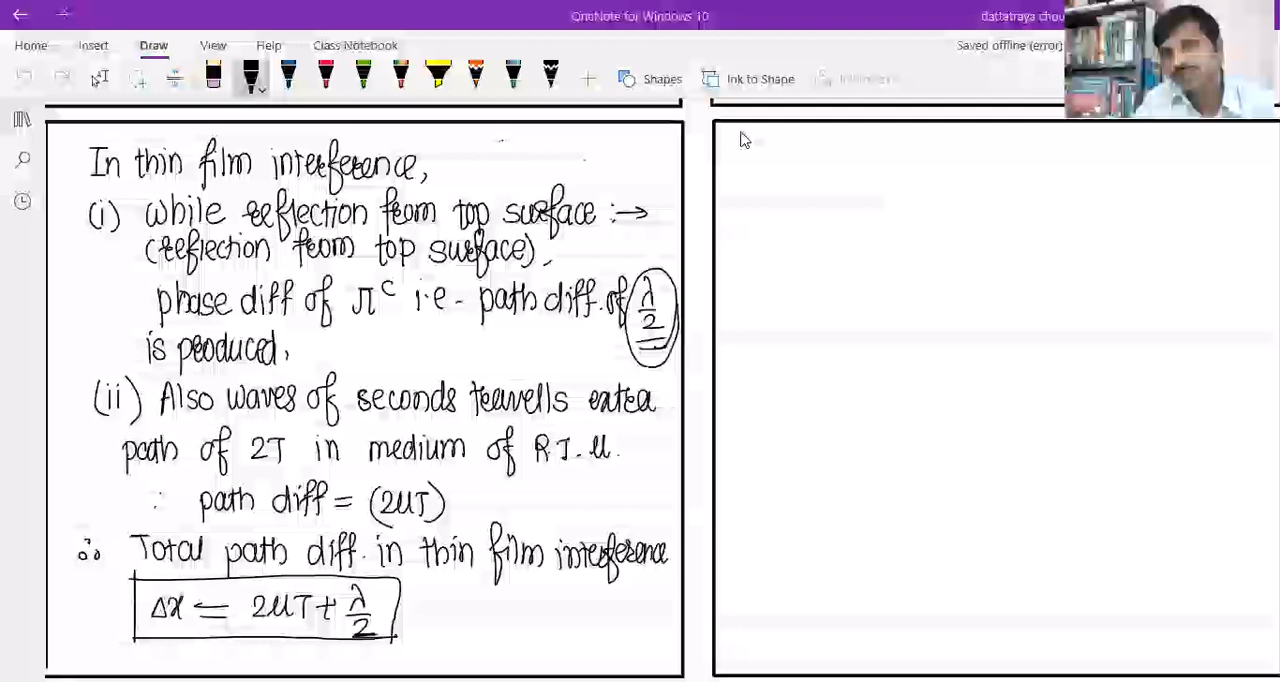 OneNote for Windows 10
dattatraya chou
Home Insert Draw View Help Class Notebook
Saved offline (error)
Shapes Ink to Shape
In thin film interference,
(i) While reflection from top surface :→
(reflection from top surface).
phase diff of π^c i.e- path diff. of λ/2
is produced.
(ii) Also waves of seconds travells extra
path of 2T in medium of R.I. μ.
∴ path diff = (2μT)
∴ Total path diff. in thin film interference
Δx = 2μT + λ/2